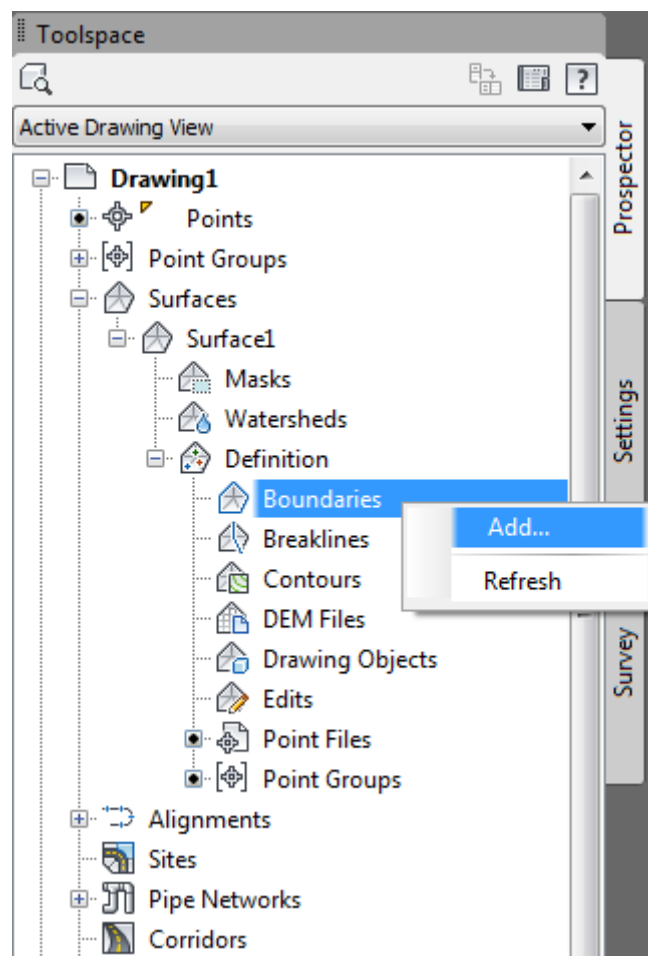 Toolspace
?
Active Drawing View
Drawing1
Points
Point Groups
Surfaces
Surface1
Masks
Watersheds
Definition
Boundaries
Add...
Breaklines
Refresh
Contours
DEM Files
Drawing Objects
Edits
Point Files
Point Groups
Alignments
Sites
Pipe Networks
Corridors
Prospector
Settings
Survey